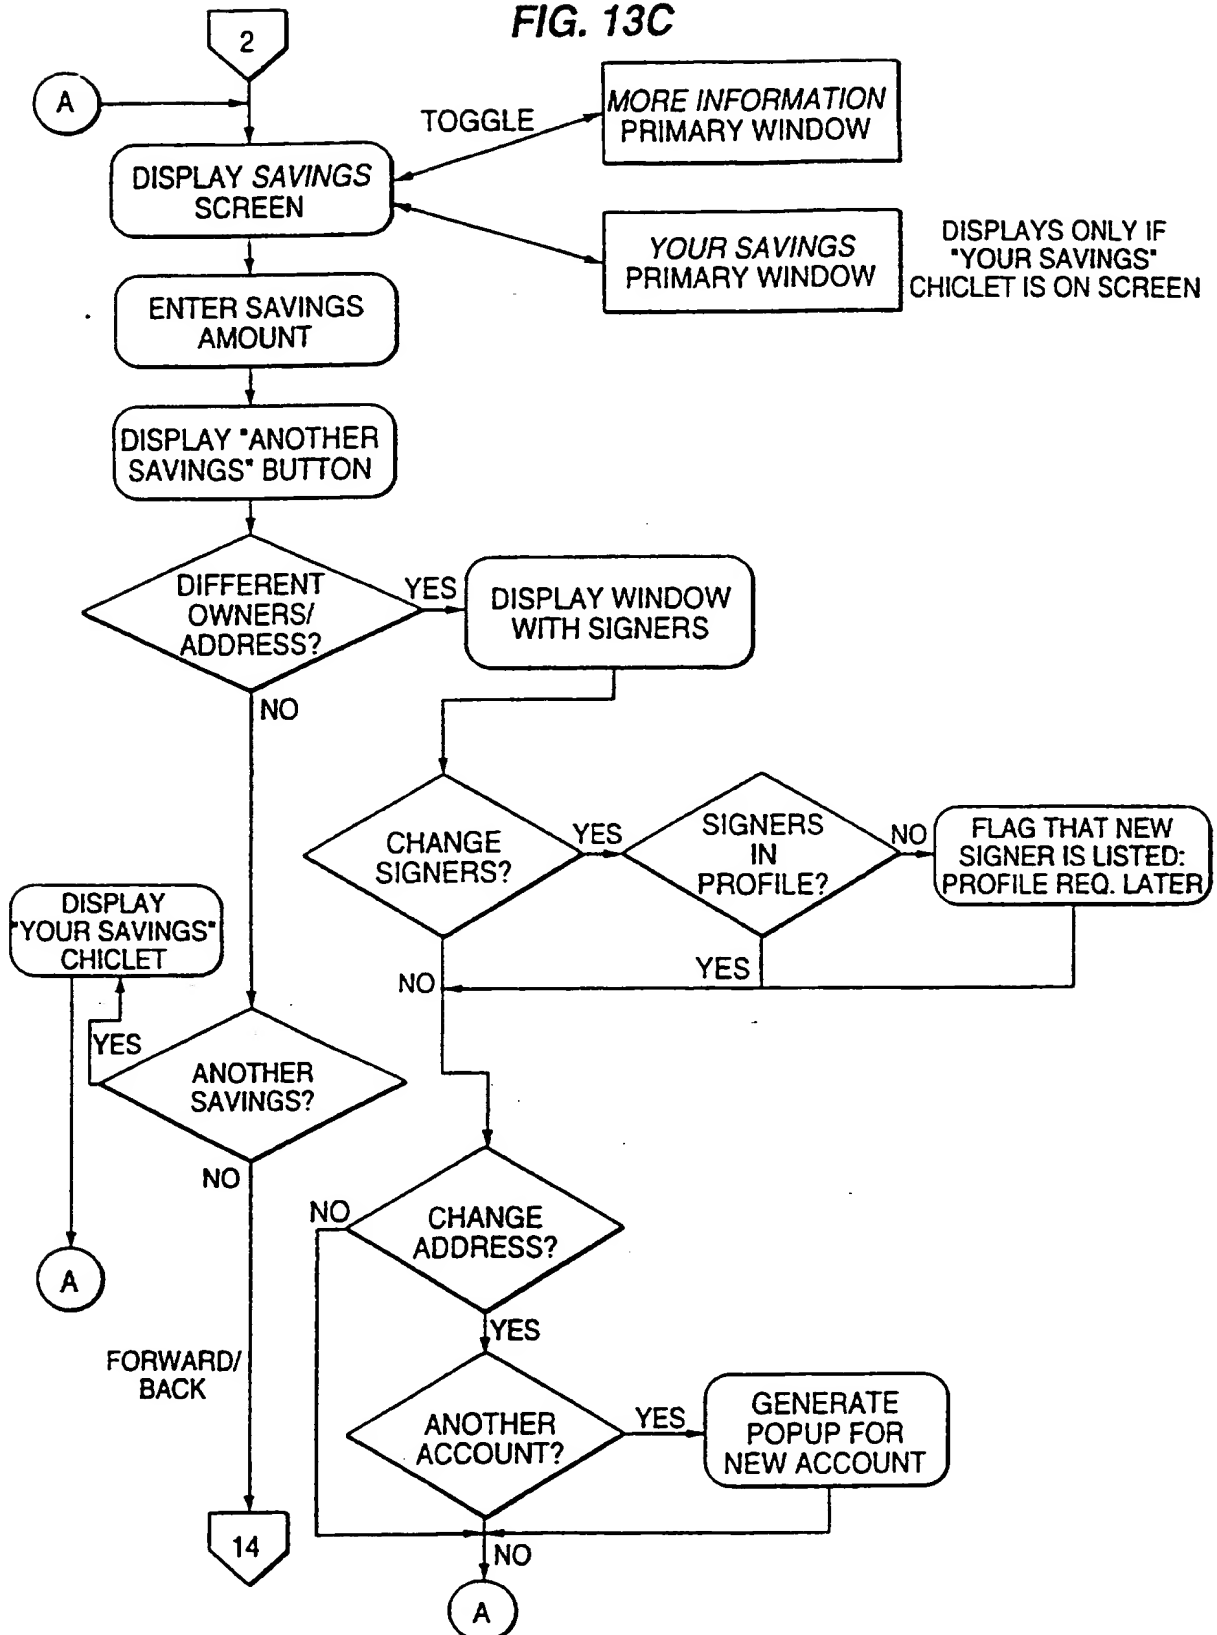 FIG. 13C
2
A
TOGGLE
MORE INFORMATION
PRIMARY WINDOW
DISPLAY SAVINGS
SCREEN
YOUR SAVINGS
PRIMARY WINDOW
DISPLAYS ONLY IF
"YOUR SAVINGS"
CHICLET IS ON SCREEN
ENTER SAVINGS
AMOUNT
DISPLAY "ANOTHER
SAVINGS" BUTTON
DIFFERENT
OWNERS/
ADDRESS?
YES
DISPLAY WINDOW
WITH SIGNERS
NO
CHANGE
SIGNERS?
YES
SIGNERS
IN
PROFILE?
NO
FLAG THAT NEW
SIGNER IS LISTED:
PROFILE REQ. LATER
DISPLAY
"YOUR SAVINGS"
CHICLET
NO
YES
YES
ANOTHER
SAVINGS?
NO
NO
CHANGE
ADDRESS?
A
YES
FORWARD/
BACK
ANOTHER
ACCOUNT?
YES
GENERATE
POPUP FOR
NEW ACCOUNT
14
NO
A